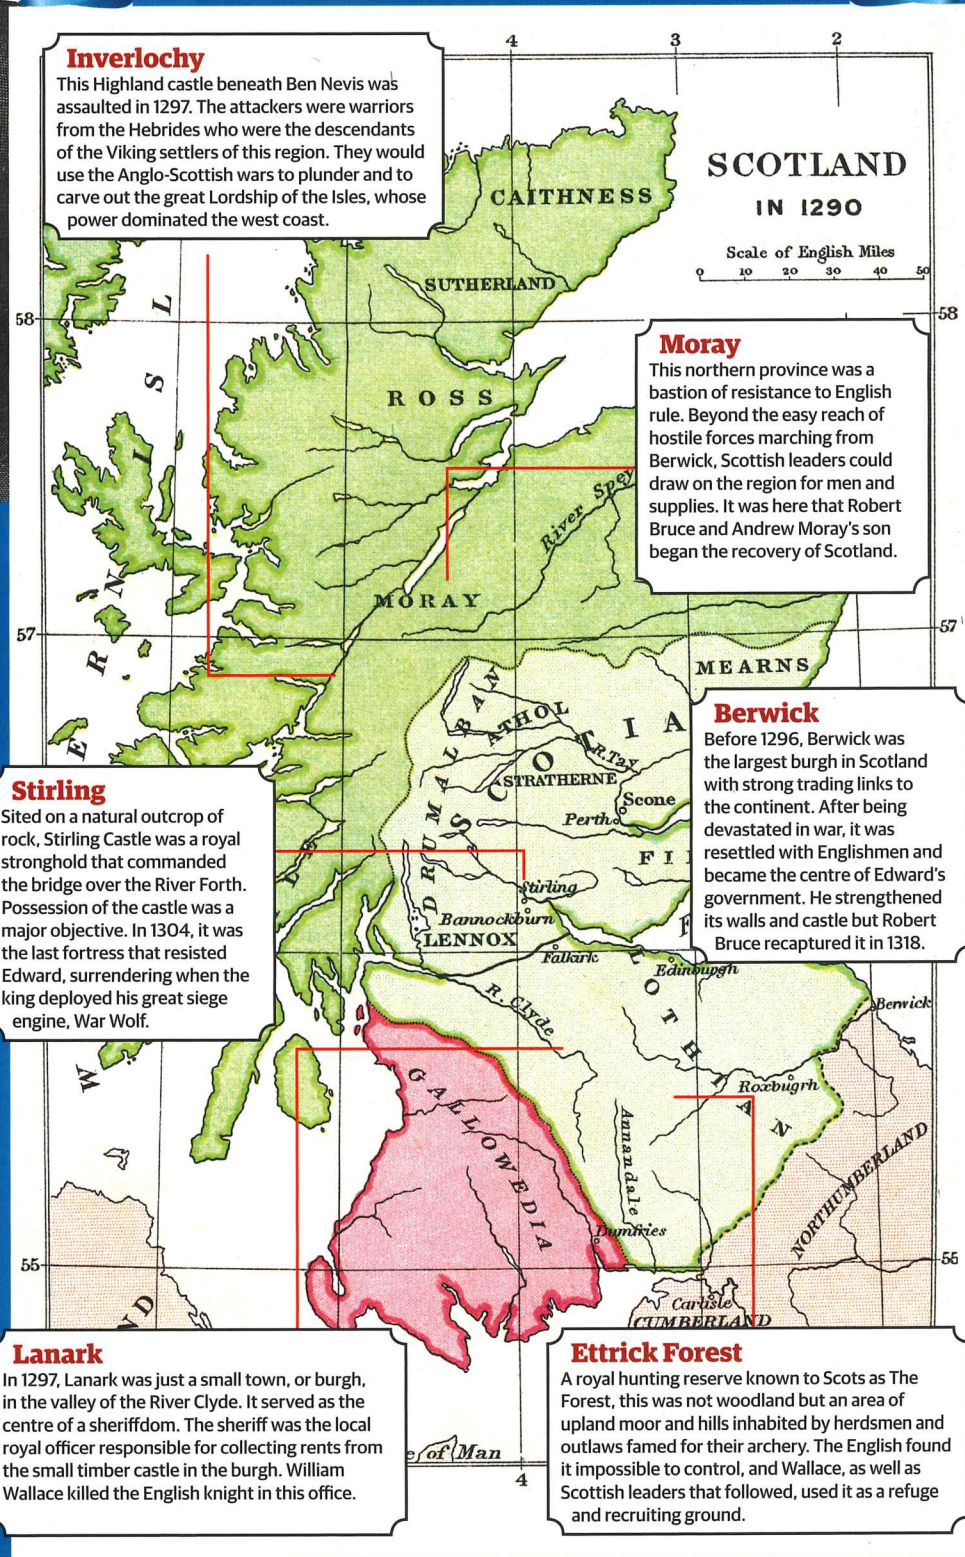 Inverlochy
This Highland castle beneath Ben Nevis was
assaulted in 1297. The attackers were warriors
from the Hebrides who were the descendants
of the Viking settlers of this region. They would
use the Anglo-Scottish wars to plunder and to
carve out the great Lordship of the Isles, whose
power dominated the west coast.
4 3 2
SCOTLAND
IN 1290
Scale of English Miles
0 10 20 30 40 50
CAITHNESS
SUTHERLAND
58 58
ROSS
Moray
This northern province was a
bastion of resistance to English
rule. Beyond the easy reach of
hostile forces marching from
Berwick, Scottish leaders could
draw on the region for men and
supplies. It was here that Robert
Bruce and Andrew Moray's son
began the recovery of Scotland.
River Spey
MORAY
57 57
MEARNS
ATHOL
DRUMALBAN
SCOTIA
R. Tay
STRATHERNE
Scone
Perth
Berwick
Before 1296, Berwick was
the largest burgh in Scotland
with strong trading links to
the continent. After being
devastated in war, it was
resettled with Englishmen and
became the centre of Edward's
government. He strengthened
its walls and castle but Robert
Bruce recaptured it in 1318.
Stirling
Sited on a natural outcrop of
rock, Stirling Castle was a royal
stronghold that commanded
the bridge over the River Forth.
Possession of the castle was a
major objective. In 1304, it was
the last fortress that resisted
Edward, surrendering when the
king deployed his great siege
engine, War Wolf.
Stirling
Bannockburn
LENNOX
Falkirk
Edinburgh
R. Clyde
LOTHIAN
Berwick
Roxbugrh
GALLOWEDIA
Annandale
Dumfries
NORTHUMBERLAND
55 55
Carlisle
CUMBERLAND
Lanark
In 1297, Lanark was just a small town, or burgh,
in the valley of the River Clyde. It served as the
centre of a sheriffdom. The sheriff was the local
royal officer responsible for collecting rents from
the small timber castle in the burgh. William
Wallace killed the English knight in this office.
e of Man
4
Ettrick Forest
A royal hunting reserve known to Scots as The
Forest, this was not woodland but an area of
upland moor and hills inhabited by herdsmen and
outlaws famed for their archery. The English found
it impossible to control, and Wallace, as well as
Scottish leaders that followed, used it as a refuge
and recruiting ground.